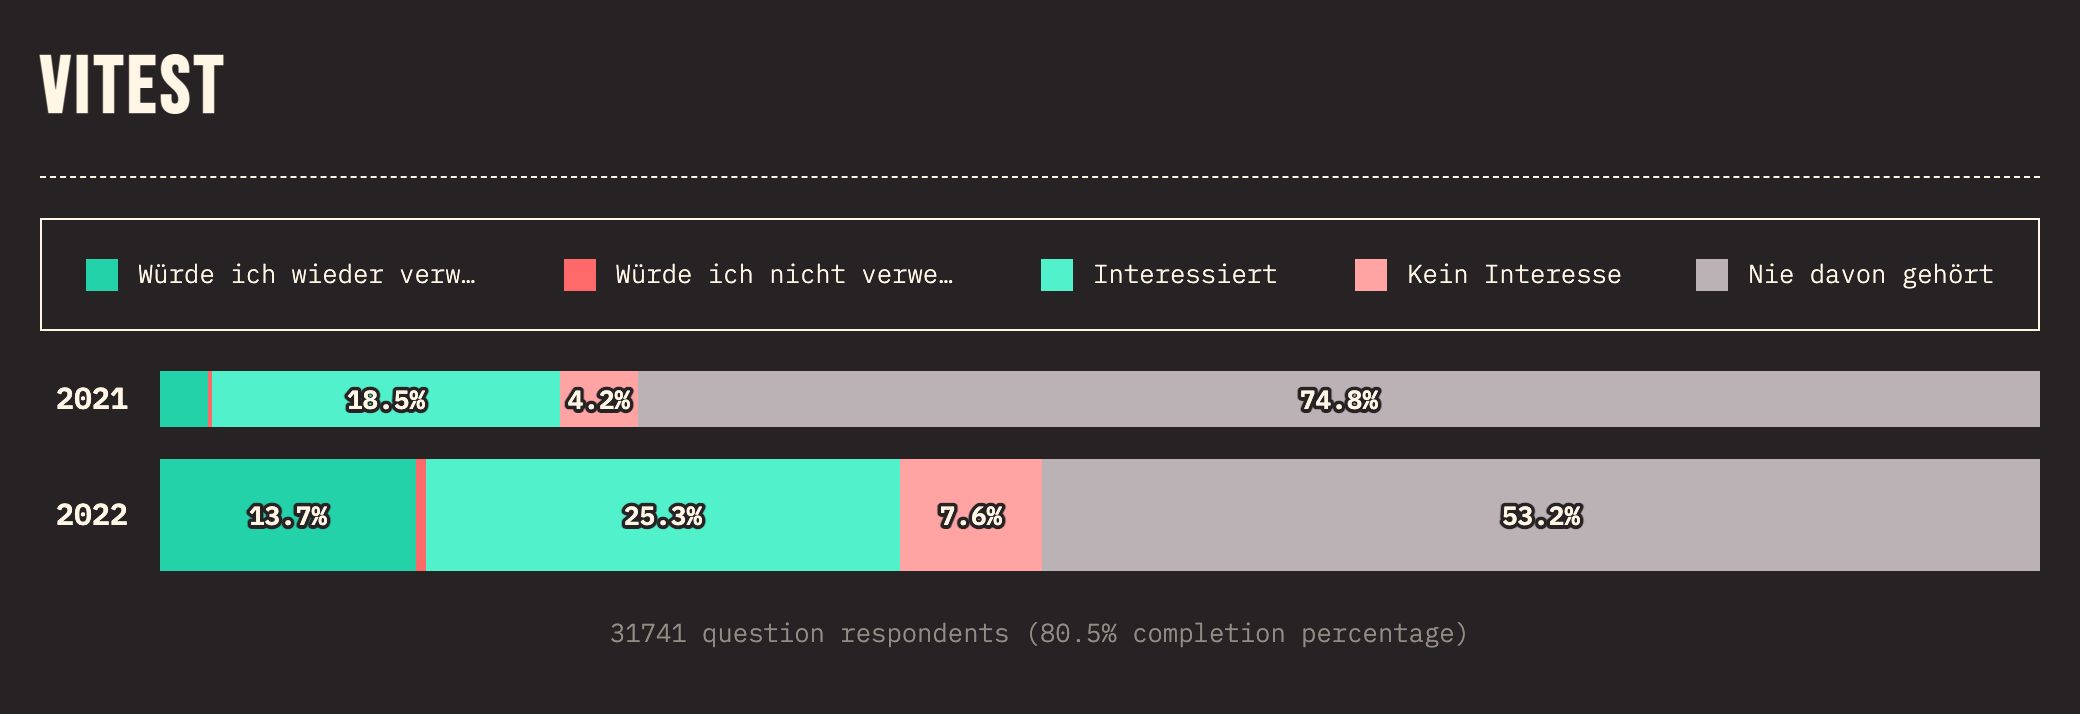 VITEST
Würde ich wieder verw… Würde ich nicht verwe… Interessiert Kein Interesse Nie davon gehört
2021 18.5% 4.2% 74.8%
2022 13.7% 25.3% 7.6% 53.2%
31741 question respondents (80.5% completion percentage)